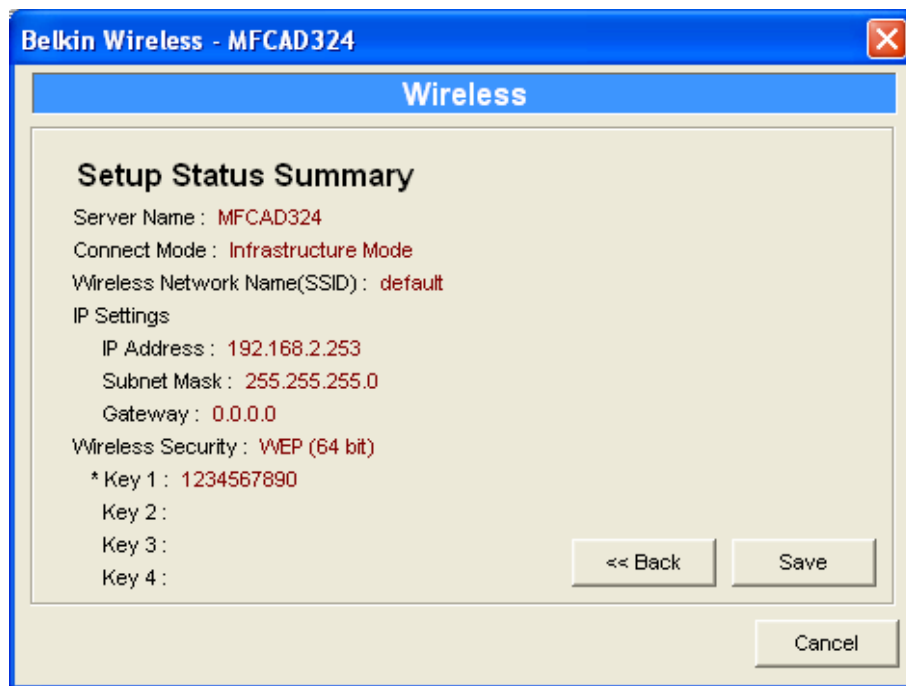 Belkin Wireless - MFCAD324
Wireless
Setup Status Summary
Server Name : MFCAD324
Connect Mode : Infrastructure Mode
Wireless Network Name(SSID) : default
IP Settings
IP Address : 192.168.2.253
Subnet Mask : 255.255.255.0
Gateway : 0.0.0.0
Wireless Security : WEP (64 bit)
* Key 1 : 1234567890
Key 2 :
Key 3 :
Key 4 :
<< Back Save
Cancel